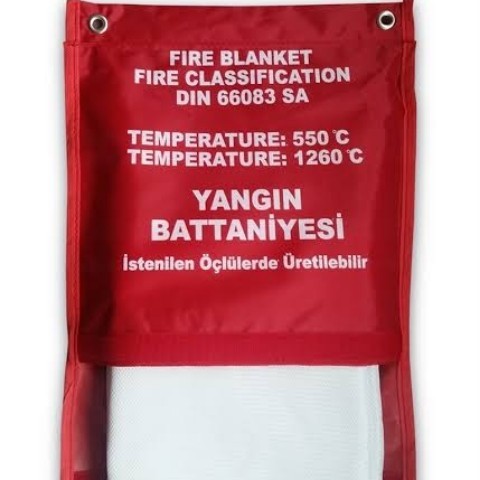 FIRE BLANKET
FIRE CLASSIFICATION
DIN 66083 SA
TEMPERATURE: 550 °C
TEMPERATURE: 1260 °C
YANGIN
BATTANİYESİ
İstenilen Öçlülerde Üretilebilir